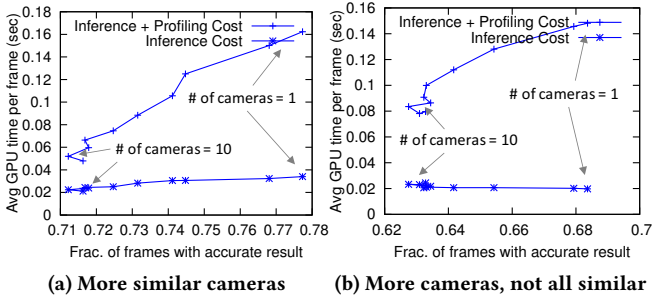 Avg GPU time per frame (sec)
0.18
0.16
0.14
0.12
0.1
0.08
0.06
0.04
0.02
0
Inference + Profiling Cost
Inference Cost
# of cameras = 1
# of cameras = 10
0.71 0.72 0.73 0.74 0.75 0.76 0.77 0.78
Frac. of frames with accurate result
(a) More similar cameras
Avg GPU time per frame (sec)
0.16
0.14
0.12
0.1
0.08
0.06
0.04
0.02
0
Inference + Profiling Cost
Inference Cost
# of cameras = 1
# of cameras = 10
0.62 0.64 0.66 0.68 0.7
Frac. of frames with accurate result
(b) More cameras, not all similar